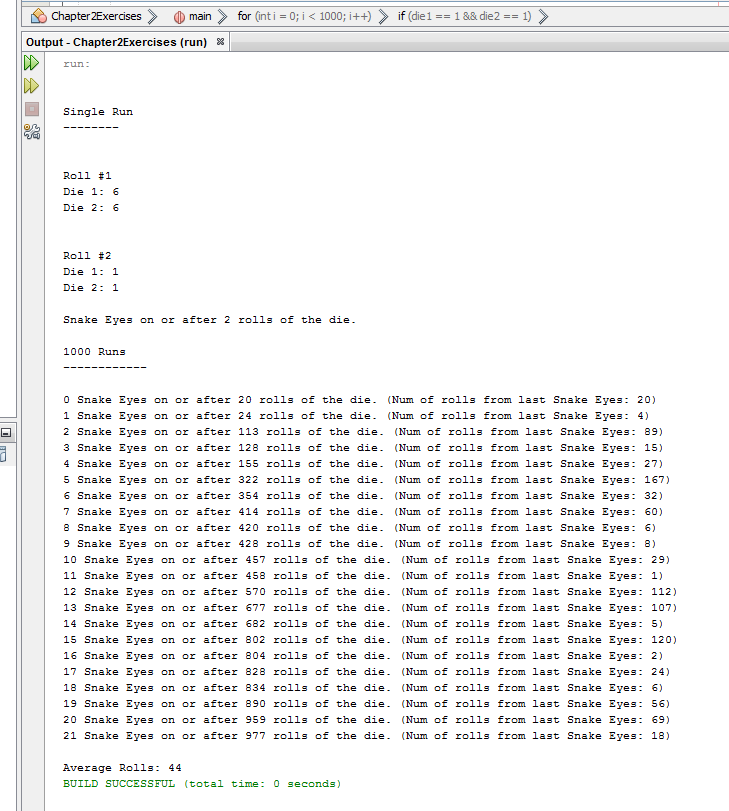 Chapter2Exercises main for (int i = 0; i < 1000; i++) if (die1 == 1 && die2 == 1)
Output - Chapter2Exercises (run)
run:
Single Run
--------
Roll #1
Die 1: 6
Die 2: 6
Roll #2
Die 1: 1
Die 2: 1
Snake Eyes on or after 2 rolls of the die.
1000 Runs
------------
0 Snake Eyes on or after 20 rolls of the die. (Num of rolls from last Snake Eyes: 20)
1 Snake Eyes on or after 24 rolls of the die. (Num of rolls from last Snake Eyes: 4)
2 Snake Eyes on or after 113 rolls of the die. (Num of rolls from last Snake Eyes: 89)
3 Snake Eyes on or after 128 rolls of the die. (Num of rolls from last Snake Eyes: 15)
4 Snake Eyes on or after 155 rolls of the die. (Num of rolls from last Snake Eyes: 27)
5 Snake Eyes on or after 322 rolls of the die. (Num of rolls from last Snake Eyes: 167)
6 Snake Eyes on or after 354 rolls of the die. (Num of rolls from last Snake Eyes: 32)
7 Snake Eyes on or after 414 rolls of the die. (Num of rolls from last Snake Eyes: 60)
8 Snake Eyes on or after 420 rolls of the die. (Num of rolls from last Snake Eyes: 6)
9 Snake Eyes on or after 428 rolls of the die. (Num of rolls from last Snake Eyes: 8)
10 Snake Eyes on or after 457 rolls of the die. (Num of rolls from last Snake Eyes: 29)
11 Snake Eyes on or after 458 rolls of the die. (Num of rolls from last Snake Eyes: 1)
12 Snake Eyes on or after 570 rolls of the die. (Num of rolls from last Snake Eyes: 112)
13 Snake Eyes on or after 677 rolls of the die. (Num of rolls from last Snake Eyes: 107)
14 Snake Eyes on or after 682 rolls of the die. (Num of rolls from last Snake Eyes: 5)
15 Snake Eyes on or after 802 rolls of the die. (Num of rolls from last Snake Eyes: 120)
16 Snake Eyes on or after 804 rolls of the die. (Num of rolls from last Snake Eyes: 2)
17 Snake Eyes on or after 828 rolls of the die. (Num of rolls from last Snake Eyes: 24)
18 Snake Eyes on or after 834 rolls of the die. (Num of rolls from last Snake Eyes: 6)
19 Snake Eyes on or after 890 rolls of the die. (Num of rolls from last Snake Eyes: 56)
20 Snake Eyes on or after 959 rolls of the die. (Num of rolls from last Snake Eyes: 69)
21 Snake Eyes on or after 977 rolls of the die. (Num of rolls from last Snake Eyes: 18)
Average Rolls: 44
BUILD SUCCESSFUL (total time: 0 seconds)